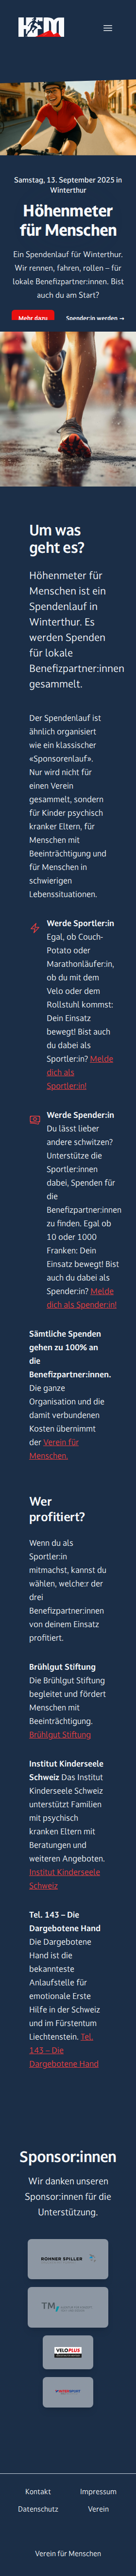 HFM
Samstag, 13. September 2025 in
Winterthur
Höhenmeter
für Menschen
Ein Spendenlauf für Winterthur.
Wir rennen, fahren, rollen – für
lokale Benefizpartner:innen. Bist
auch du am Start?
Mehr dazu
Spender:in werden →
Um was
geht es?
Höhenmeter für
Menschen ist ein
Spendenlauf in
Winterthur. Es
werden Spenden
für lokale
Benefizpartner:innen
gesammelt.
Der Spendenlauf ist
ähnlich organisiert
wie ein klassischer
«Sponsorenlauf».
Nur wird nicht für
einen Verein
gesammelt, sondern
für Kinder psychisch
kranker Eltern, für
Menschen mit
Beeinträchtigung und
für Menschen in
schwierigen
Lebenssituationen.
Werde Sportler:in
Egal, ob Couch-
Potato oder
Marathonläufer:in,
ob du mit dem
Velo oder dem
Rollstuhl kommst:
Dein Einsatz
bewegt! Bist auch
du dabei als
Sportler:in? Melde
dich als
Sportler:in!
Werde Spender:in
Du lässt lieber
andere schwitzen?
Unterstütze die
Sportler:innen
dabei, Spenden für
die
Benefizpartner:innen
zu finden. Egal ob
10 oder 1000
Franken: Dein
Einsatz bewegt! Bist
auch du dabei als
Spender:in? Melde
dich als Spender:in!
Sämtliche Spenden
gehen zu 100% an
die
Benefizpartner:innen.
Die ganze
Organisation und die
damit verbundenen
Kosten übernimmt
der Verein für
Menschen.
Wer
profitiert?
Wenn du als
Sportler:in
mitmachst, kannst du
wählen, welche:r der
drei
Benefizpartner:innen
von deinem Einsatz
profitiert.
Brühlgut Stiftung
Die Brühlgut Stiftung
begleitet und fördert
Menschen mit
Beeinträchtigung.
Brühlgut Stiftung
Institut Kinderseele
Schweiz Das Institut
Kinderseele Schweiz
unterstützt Familien
mit psychisch
kranken Eltern mit
Beratungen und
weiteren Angeboten.
Institut Kinderseele
Schweiz
Tel. 143 – Die
Dargebotene Hand
Die Dargebotene
Hand ist die
bekannteste
Anlaufstelle für
emotionale Erste
Hilfe in der Schweiz
und im Fürstentum
Liechtenstein. Tel.
143 – Die
Dargebotene Hand
Sponsor:innen
Wir danken unseren
Sponsor:innen für die
Unterstützung.
ROHNER SPILLER
TM
VELOPLUS
Kontakt
Impressum
Datenschutz
Verein
Verein für Menschen